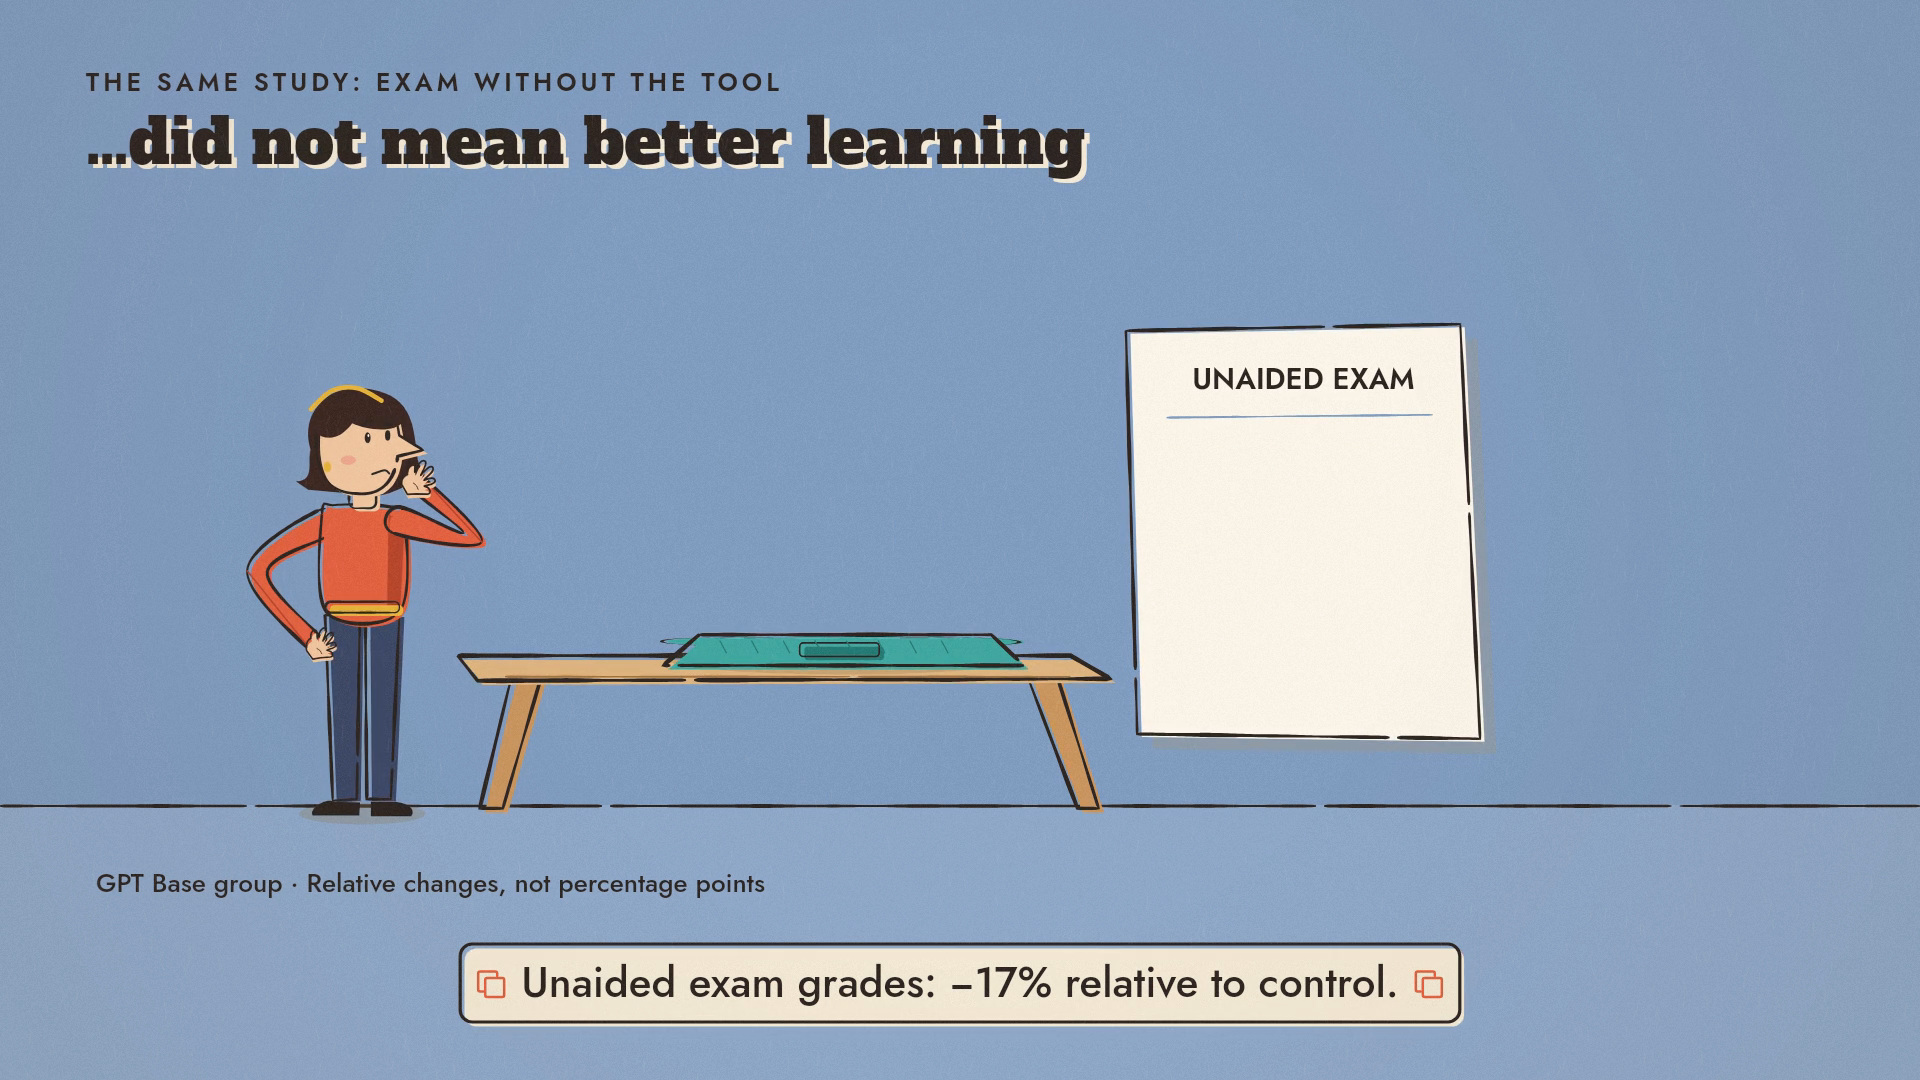 THE SAME STUDY: EXAM WITHOUT THE TOOL
...did not mean better learning
UNAIDED EXAM
GPT Base group · Relative changes, not percentage points
Unaided exam grades: –17% relative to control.